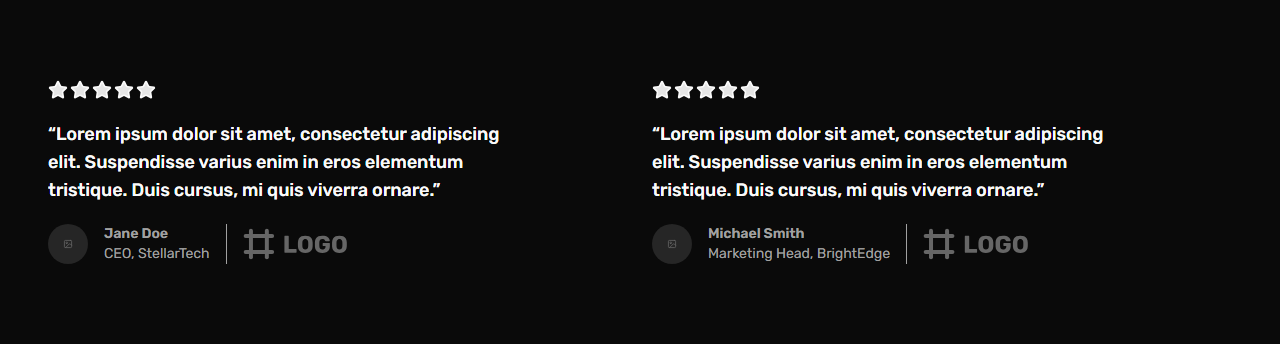 “Lorem ipsum dolor sit amet, consectetur adipiscing
elit. Suspendisse varius enim in eros elementum
tristique. Duis cursus, mi quis viverra ornare.”
Jane Doe
CEO, StellarTech
LOGO
“Lorem ipsum dolor sit amet, consectetur adipiscing
elit. Suspendisse varius enim in eros elementum
tristique. Duis cursus, mi quis viverra ornare.”
Michael Smith
Marketing Head, BrightEdge
LOGO